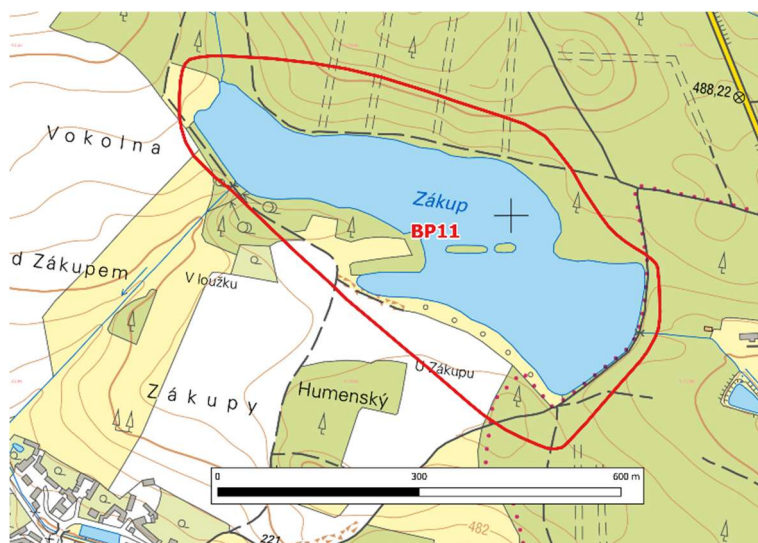 488,22
Vokolna
Zákup
BP11
d Zákupem
V loužku
U Zákupu
Zákupy
Humenský
0
300
600 m
221
482